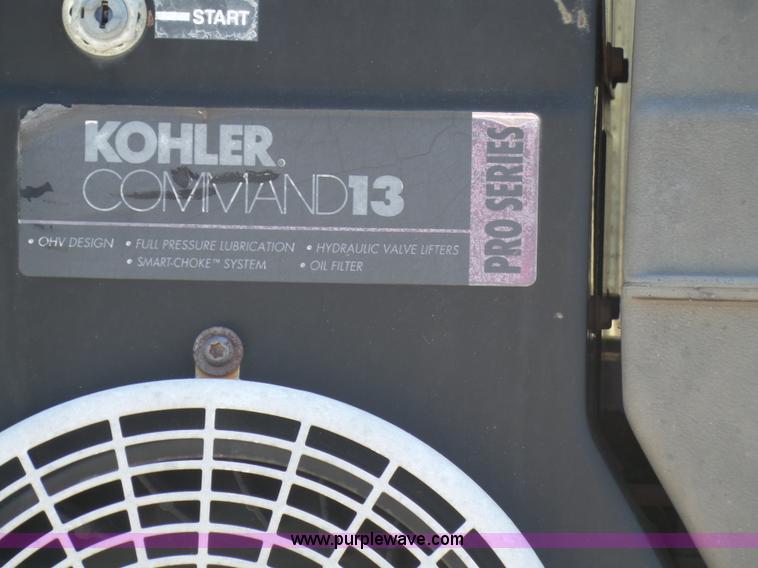 START
KOHLER.
COMMAND13
PRO SERIES
• OHV DESIGN • FULL PRESSURE LUBRICATION • HYDRAULIC VALVE LIFTERS
• SMART-CHOKE™ SYSTEM • OIL FILTER
www.purplewave.com